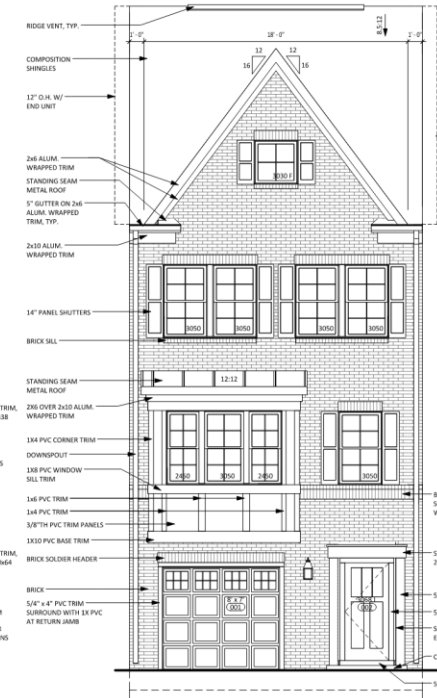 RIDGE VENT, TYP.
1'-0"
18'-0"
1'-0"
8.5:12
COMPOSITION
SHINGLES
12
12
16
16
12" O.H. W/
END UNIT
2x6 ALUM.
WRAPPED TRIM
3030 F
STANDING SEAM
METAL ROOF
5" GUTTER ON 2x6
ALUM. WRAPPED
TRIM, TYP.
2x10 ALUM.
WRAPPED TRIM
14" PANEL SHUTTERS
3050
3050
3050
3050
BRICK SILL
STANDING SEAM
METAL ROOF
12:12
TRIM,
2X6 OVER 2x10 ALUM.
WRAPPED TRIM
1X4 PVC CORNER TRIM
DOWNSPOUT
1X8 PVC WINDOW
SILL TRIM
2450
3050
2450
3050
1x6 PVC TRIM
1x4 PVC TRIM
3/8"TH PVC TRIM PANELS
1X10 PVC BASE TRIM
TRIM,
BRICK SOLDIER HEADER
BRICK
8' x 7'
001
3068
002
5/4" x 4" PVC TRIM
SURROUND WITH 1X PVC
AT RETURN JAMB